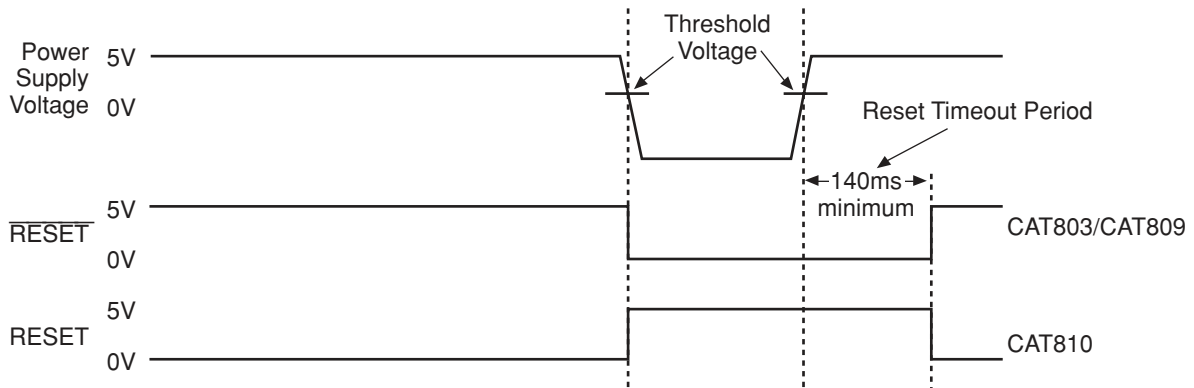 Threshold
Voltage
Power
Supply
Voltage
5V
0V
Reset Timeout Period
140ms
minimum
RESET
5V
0V
CAT803/CAT809
RESET
5V
0V
CAT810